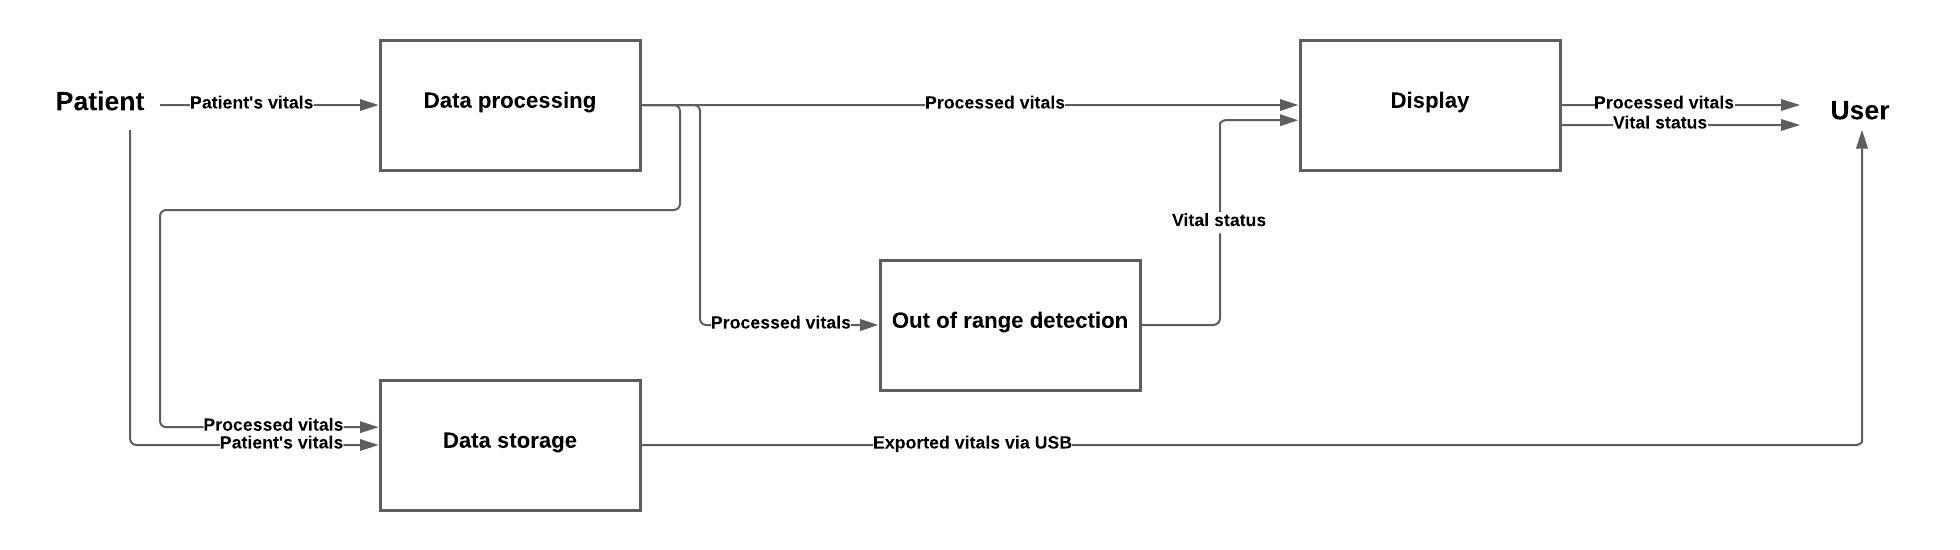 Patient
Patient's vitals
Data processing
Processed vitals
Display
Processed vitals
Vital status
User
Vital status
Processed vitals
Out of range detection
Processed vitals
Patient's vitals
Data storage
Exported vitals via USB